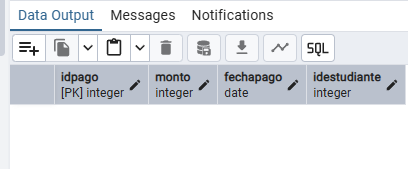 Data Output Messages Notifications
SQL
idpago monto fechapago idestudiante
[PK] integer integer date integer